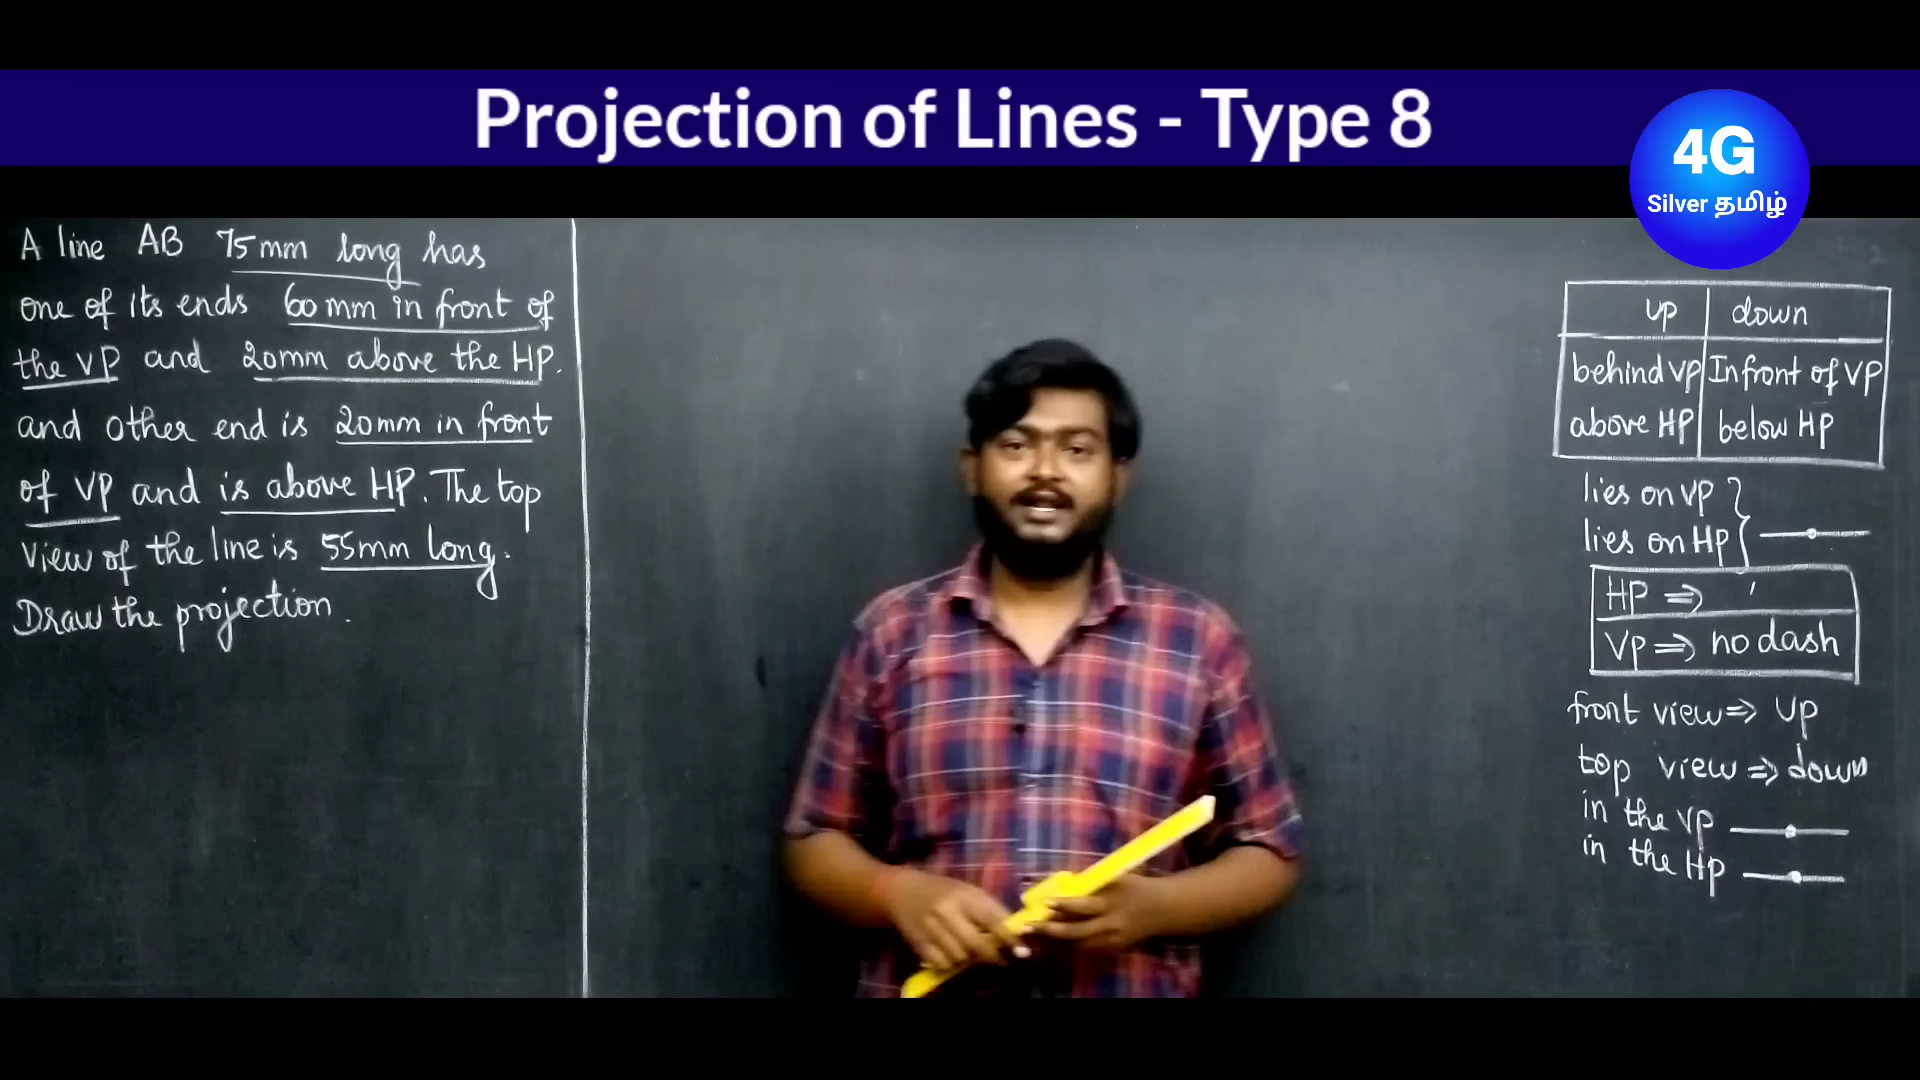 Projection of Lines - Type 8
4G
Silver தமிழ்
A line AB 75mm long has
one of its ends 60mm in front of
the VP and 20mm above the HP.
and other end is 20mm in front
of VP and is above HP. The top
view of the line is 55mm long.
Draw the projection.
up down
behind VP Infront of VP
above HP below HP
lies on VP
lies on HP
HP ⇒ '
VP ⇒ no dash
front view ⇒ up
top view ⇒ down
in the VP
in the HP